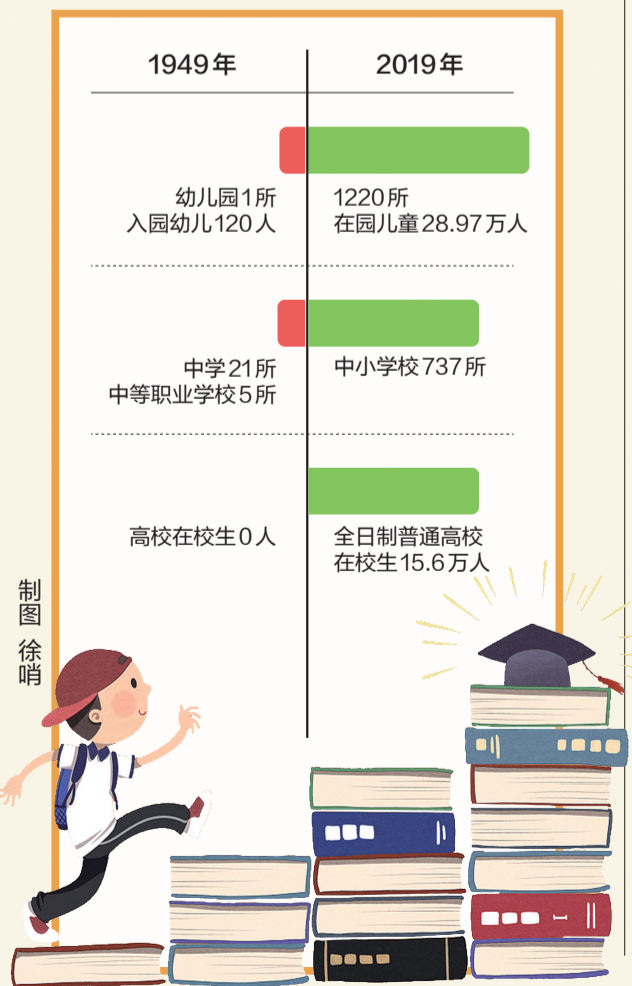 1949年
2019年
幼儿园1所
入园幼儿120人
1220所
在园儿童28.97万人
中学21所
中等职业学校5所
中小学校737所
高校在校生0人
全日制普通高校
在校生15.6万人
制图 徐哨